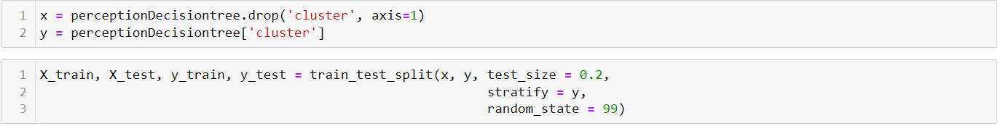 1 x = perceptionDecisiontree.drop('cluster', axis=1)
2 y = perceptionDecisiontree['cluster']
1 X_train, X_test, y_train, y_test = train_test_split(x, y, test_size = 0.2,
2 stratify = y,
3 random_state = 99)